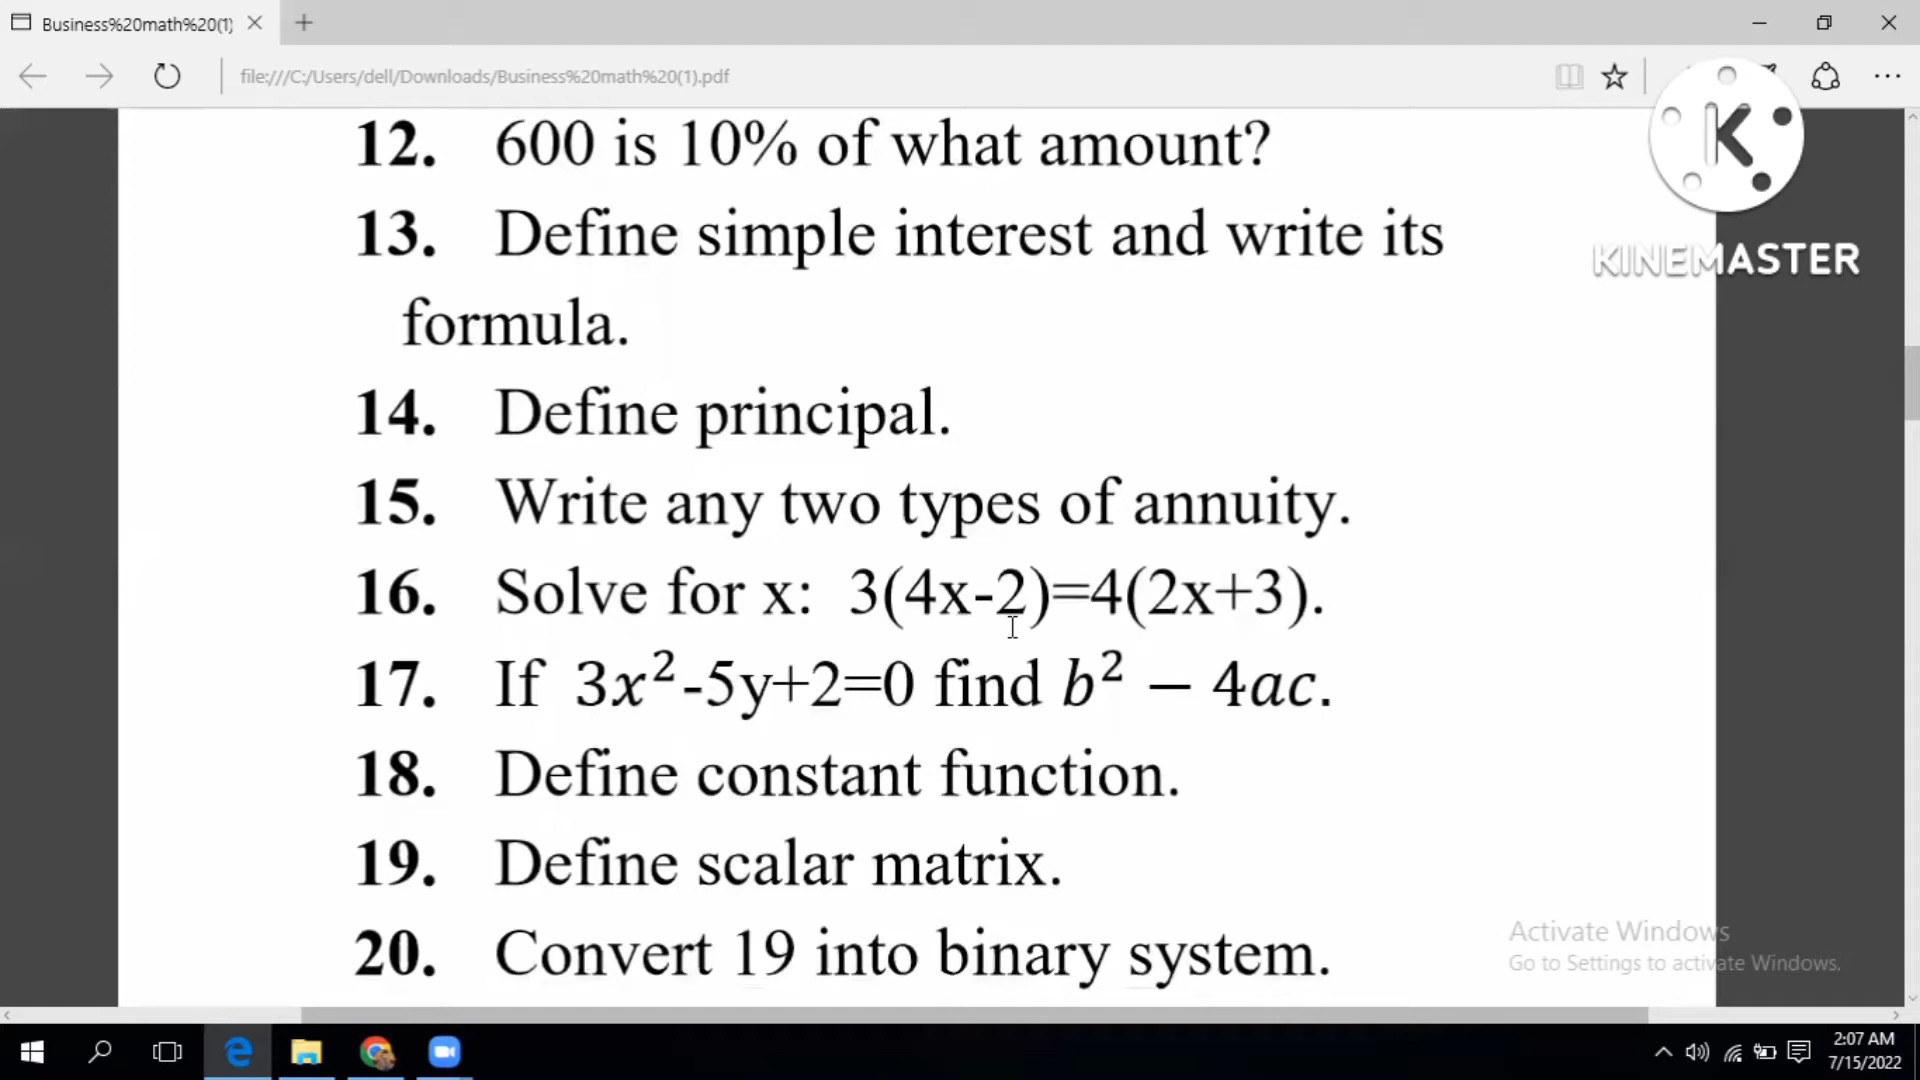 Business%20math%20(1)
file:///C:/Users/dell/Downloads/Business%20math%20(1).pdf
12. 600 is 10% of what amount?
13. Define simple interest and write its
formula.
14. Define principal.
15. Write any two types of annuity.
16. Solve for x: 3(4x-2)=4(2x+3).
17. If 3x²-5y+2=0 find b² − 4ac.
18. Define constant function.
19. Define scalar matrix.
20. Convert 19 into binary system.
K
KINEMASTER
Activate Windows
Go to Settings to activate Windows.
2:07 AM
7/15/2022